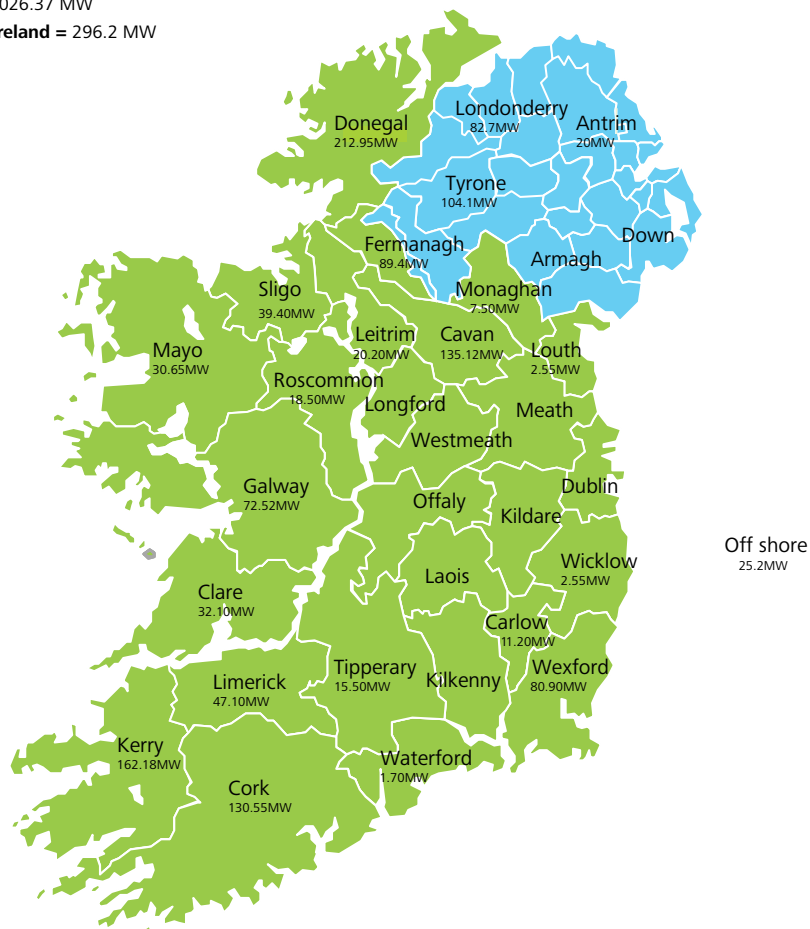 026.37 MW
reland = 296.2 MW
Donegal
212.95MW
Londonderry
82.7MW
Antrim
20MW
Tyrone
104.1MW
Down
Fermanagh
89.4MW
Armagh
Sligo
39.40MW
Monaghan
7.50MW
Leitrim
20.20MW
Cavan
135.12MW
Louth
2.55MW
Mayo
30.65MW
Roscommon
18.50MW
Longford
Meath
Westmeath
Galway
72.52MW
Offaly
Dublin
Kildare
Off shore
25.2MW
Wicklow
2.55MW
Laois
Clare
32.10MW
Carlow
11.20MW
Tipperary
15.50MW
Wexford
80.90MW
Limerick
47.10MW
Kilkenny
Kerry
162.18MW
Waterford
1.70MW
Cork
130.55MW